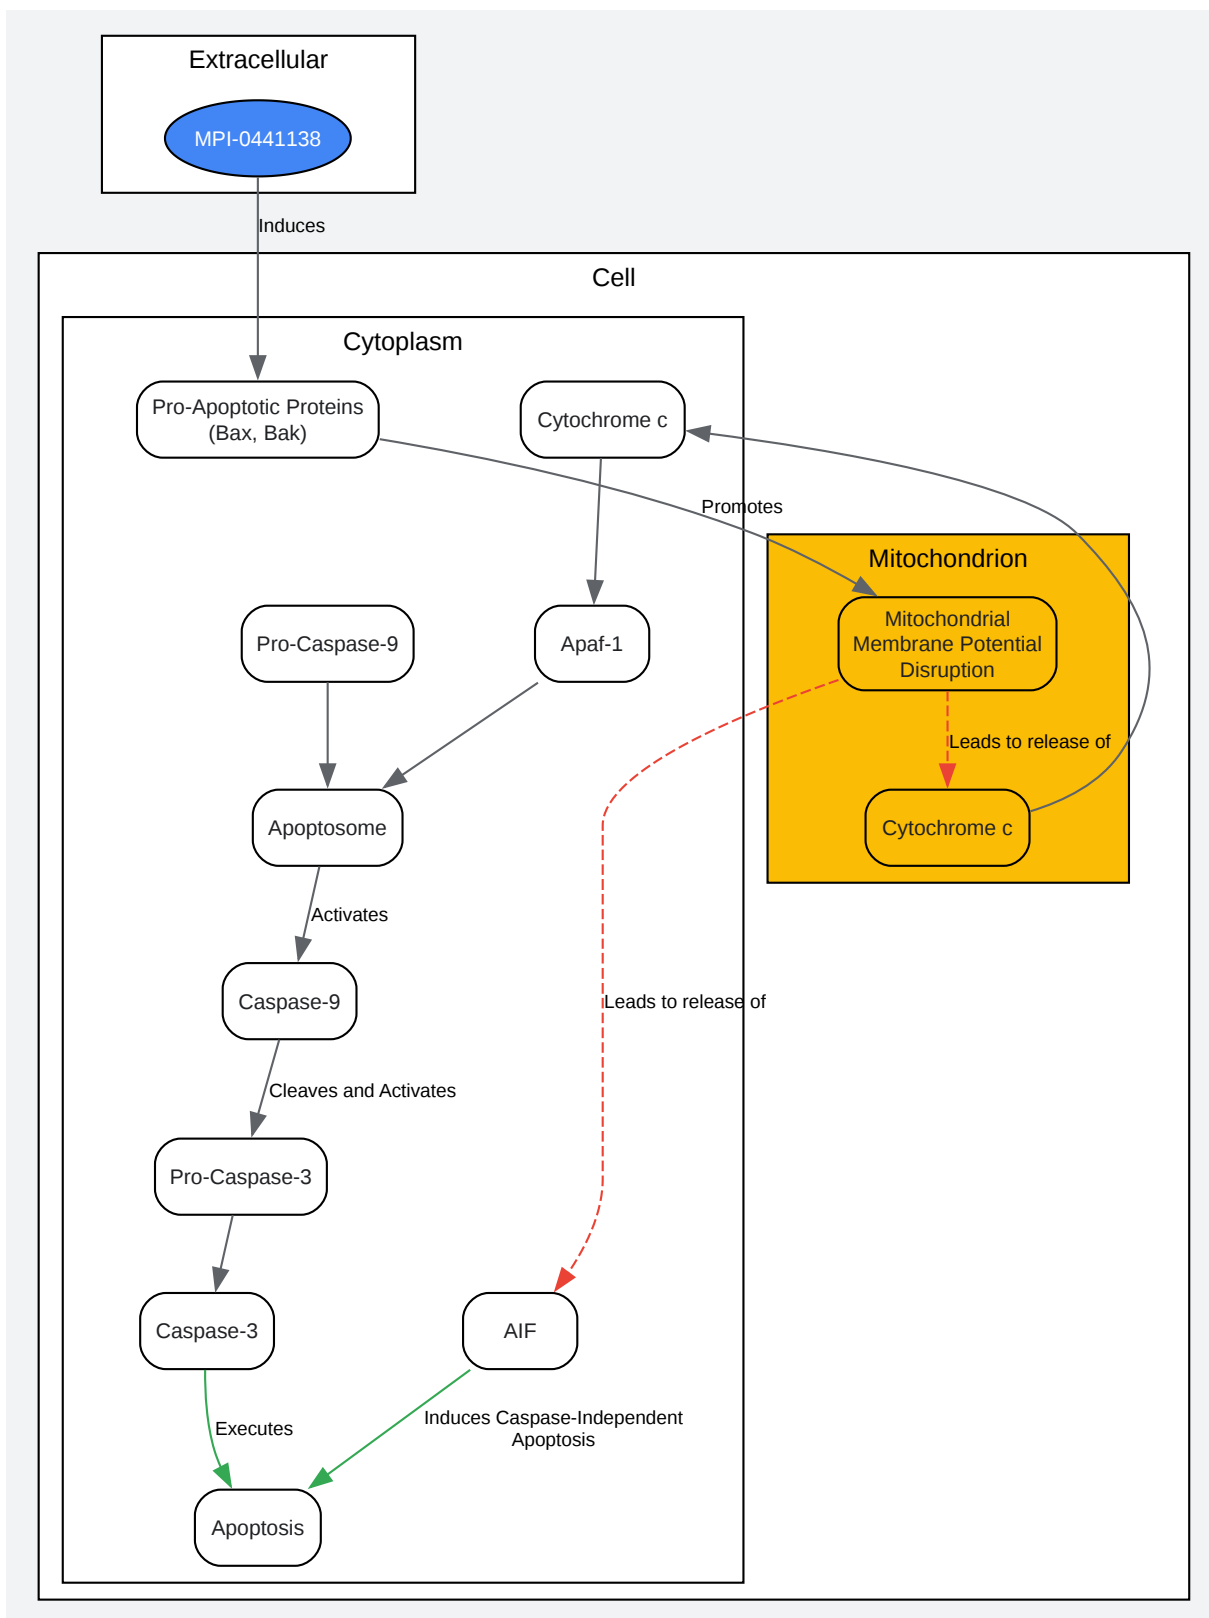 Extracellular
MPI-0441138
Induces
Cell
Cytoplasm
Pro-Apoptotic Proteins
(Bax, Bak)
Cytochrome c
Promotes
Mitochondrion
Mitochondrial
Membrane Potential
Disruption
Pro-Caspase-9
Apaf-1
Leads to release of
Apoptosome
Cytochrome c
Activates
Caspase-9
Leads to release of
Cleaves and Activates
Pro-Caspase-3
Caspase-3
AIF
Executes
Induces Caspase-Independent
Apoptosis
Apoptosis